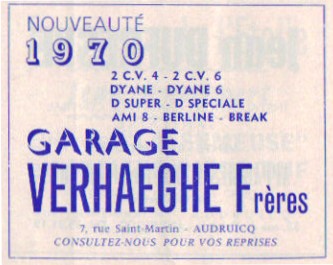 NOUVEAUTÉ
1970
2 C.V. 4 - 2 C.V. 6
DYANE - DYANE 6
D SUPER - D SPECIALE
AMI 8 - BERLINE - BREAK
GARAGE
VERHAEGHE Frères
7, rue Saint-Martin - AUDRUICQ
CONSULTEZ-NOUS POUR VOS REPRISES